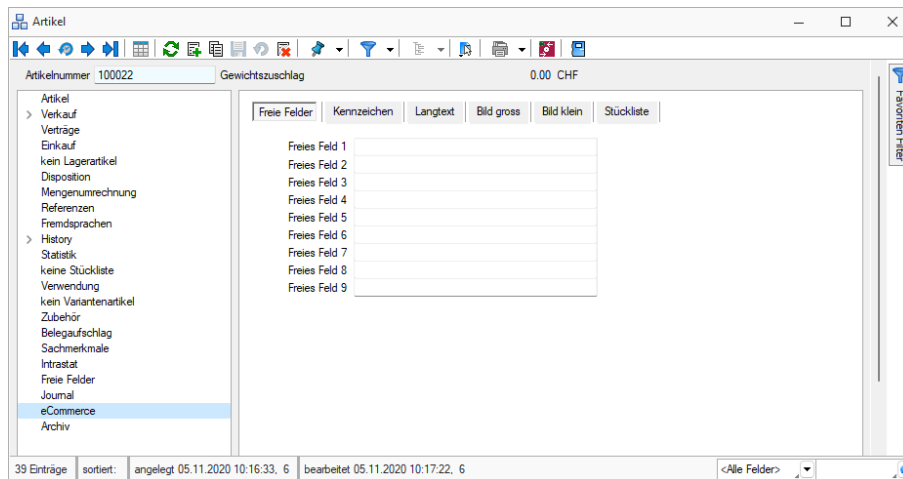 Artikel
Artikelnummer 100022 Gewichtszuschlag 0.00 CHF
Favoriten Filter
Artikel
Verkauf
Verträge
Einkauf
kein Lagerartikel
Disposition
Mengenumrechnung
Referenzen
Fremdsprachen
History
Statistik
keine Stückliste
Verwendung
kein Variantenartikel
Zubehör
Belegaufschlag
Sachmerkmale
Intrastat
Freie Felder
Journal
eCommerce
Archiv
Freie Felder Kennzeichen Langtext Bild gross Bild klein Stückliste
Freies Feld 1
Freies Feld 2
Freies Feld 3
Freies Feld 4
Freies Feld 5
Freies Feld 6
Freies Feld 7
Freies Feld 8
Freies Feld 9
39 Einträge sortiert: angelegt 05.11.2020 10:16:33, 6 bearbeitet 05.11.2020 10:17:22, 6 <Alle Felder>